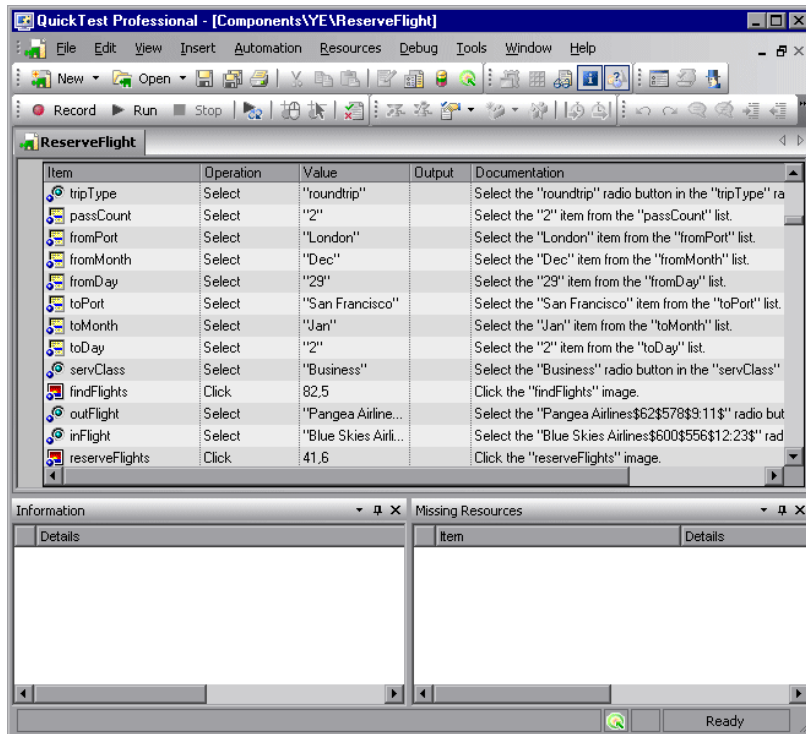 QuickTest Professional - [Components\YE\ReserveFlight]
File Edit View Insert Automation Resources Debug Tools Window Help
New Open
Record Run Stop
ReserveFlight
Item Operation Value Output Documentation
tripType Select "roundtrip" Select the "roundtrip" radio button in the "tripType" ra
passCount Select "2" Select the "2" item from the "passCount" list.
fromPort Select "London" Select the "London" item from the "fromPort" list.
fromMonth Select "Dec" Select the "Dec" item from the "fromMonth" list.
fromDay Select "29" Select the "29" item from the "fromDay" list.
toPort Select "San Francisco" Select the "San Francisco" item from the "toPort" list.
toMonth Select "Jan" Select the "Jan" item from the "toMonth" list.
toDay Select "2" Select the "2" item from the "toDay" list.
servClass Select "Business" Select the "Business" radio button in the "servClass"
findFlights Click 82,5 Click the "findFlights" image.
outFlight Select "Pangea Airline... Select the "Pangea Airlines$62$578$9:11$" radio but
inFlight Select "Blue Skies Airli... Select the "Blue Skies Airlines$600$556$12:23$" rad
reserveFlights Click 41,6 Click the "reserveFlights" image.
Information Missing Resources
Details Item Details
Ready